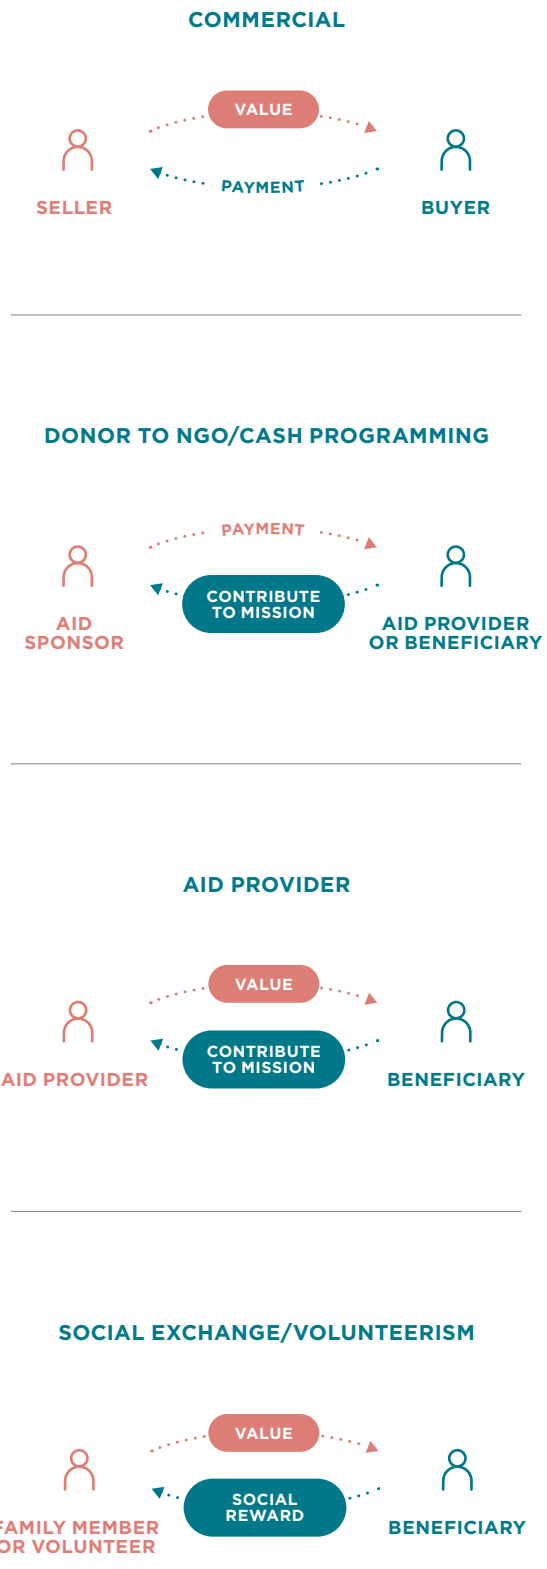 COMMERCIAL
VALUE
PAYMENT
SELLER
BUYER
DONOR TO NGO/CASH PROGRAMMING
PAYMENT
CONTRIBUTE
TO MISSION
AID
SPONSOR
AID PROVIDER
OR BENEFICIARY
AID PROVIDER
VALUE
CONTRIBUTE
TO MISSION
AID PROVIDER
BENEFICIARY
SOCIAL EXCHANGE/VOLUNTEERISM
VALUE
SOCIAL
REWARD
FAMILY MEMBER
OR VOLUNTEER
BENEFICIARY